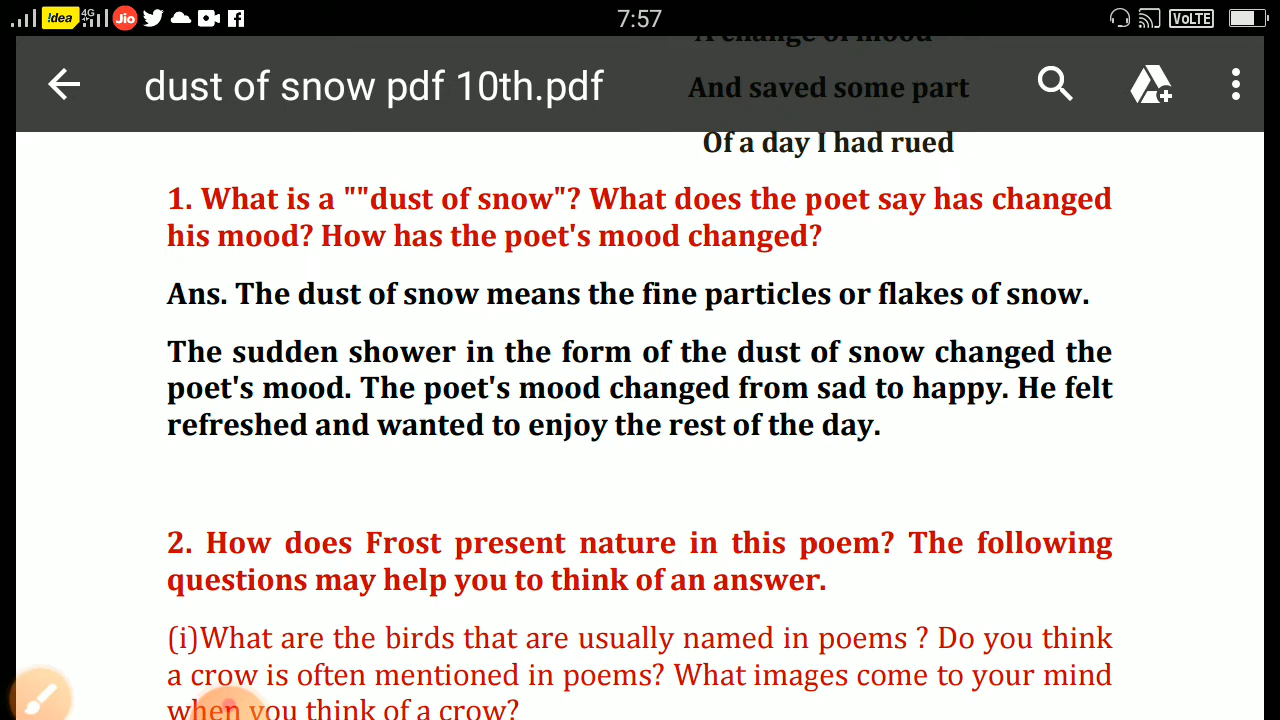 !dea 4G Jio 7:57 VoLTE
A change of mood
dust of snow pdf 10th.pdf
And saved some part
Of a day I had rued
1. What is a ""dust of snow"? What does the poet say has changed
his mood? How has the poet's mood changed?
Ans. The dust of snow means the fine particles or flakes of snow.
The sudden shower in the form of the dust of snow changed the
poet's mood. The poet's mood changed from sad to happy. He felt
refreshed and wanted to enjoy the rest of the day.
2. How does Frost present nature in this poem? The following
questions may help you to think of an answer.
(i)What are the birds that are usually named in poems ? Do you think
a crow is often mentioned in poems? What images come to your mind
when you think of a crow?